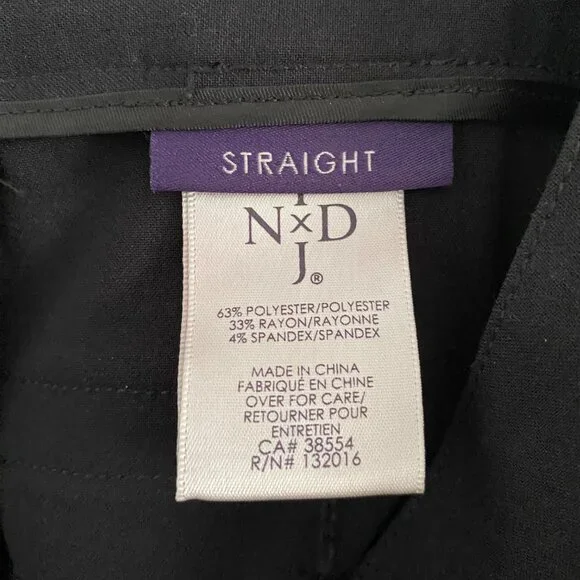 STRAIGHT
N×D
J®
63% POLYESTER/POLYESTER
33% RAYON/RAYONNE
4% SPANDEX/SPANDEX
MADE IN CHINA
FABRIQUÉ EN CHINE
OVER FOR CARE/
RETOURNER POUR
ENTRETIEN
CA# 38554
R/N# 132016